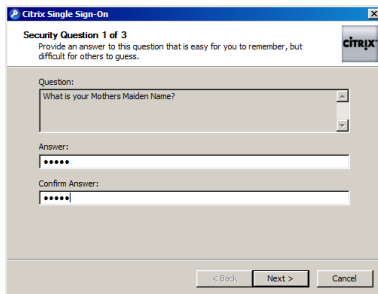 Citrix Single Sign-On
Security Question 1 of 3
Provide an answer to this question that is easy for you to remember, but
difficult for others to guess.
CITRIX
Question:
What is your Mothers Maiden Name?
Answer:
•••••
Confirm Answer:
•••••
< Back Next > Cancel